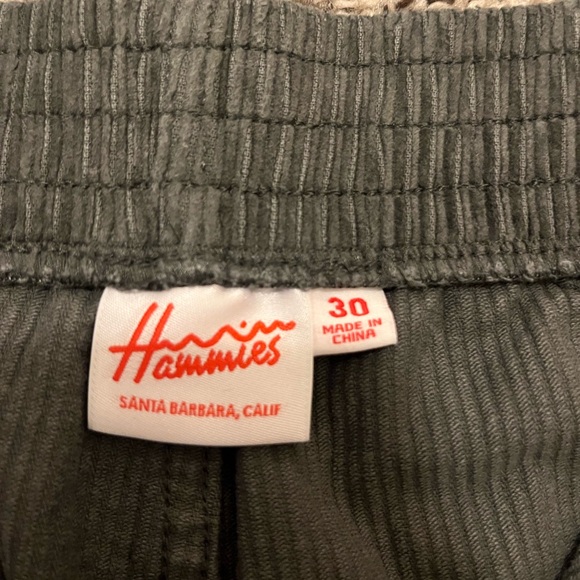 Hammies
SANTA BARBARA, CALIF
30
MADE IN
CHINA